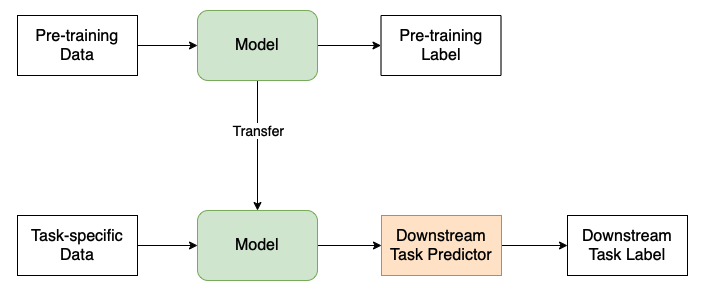 Pre-training
Data
Model
Pre-training
Label
Transfer
Task-specific
Data
Model
Downstream
Task Predictor
Downstream
Task Label